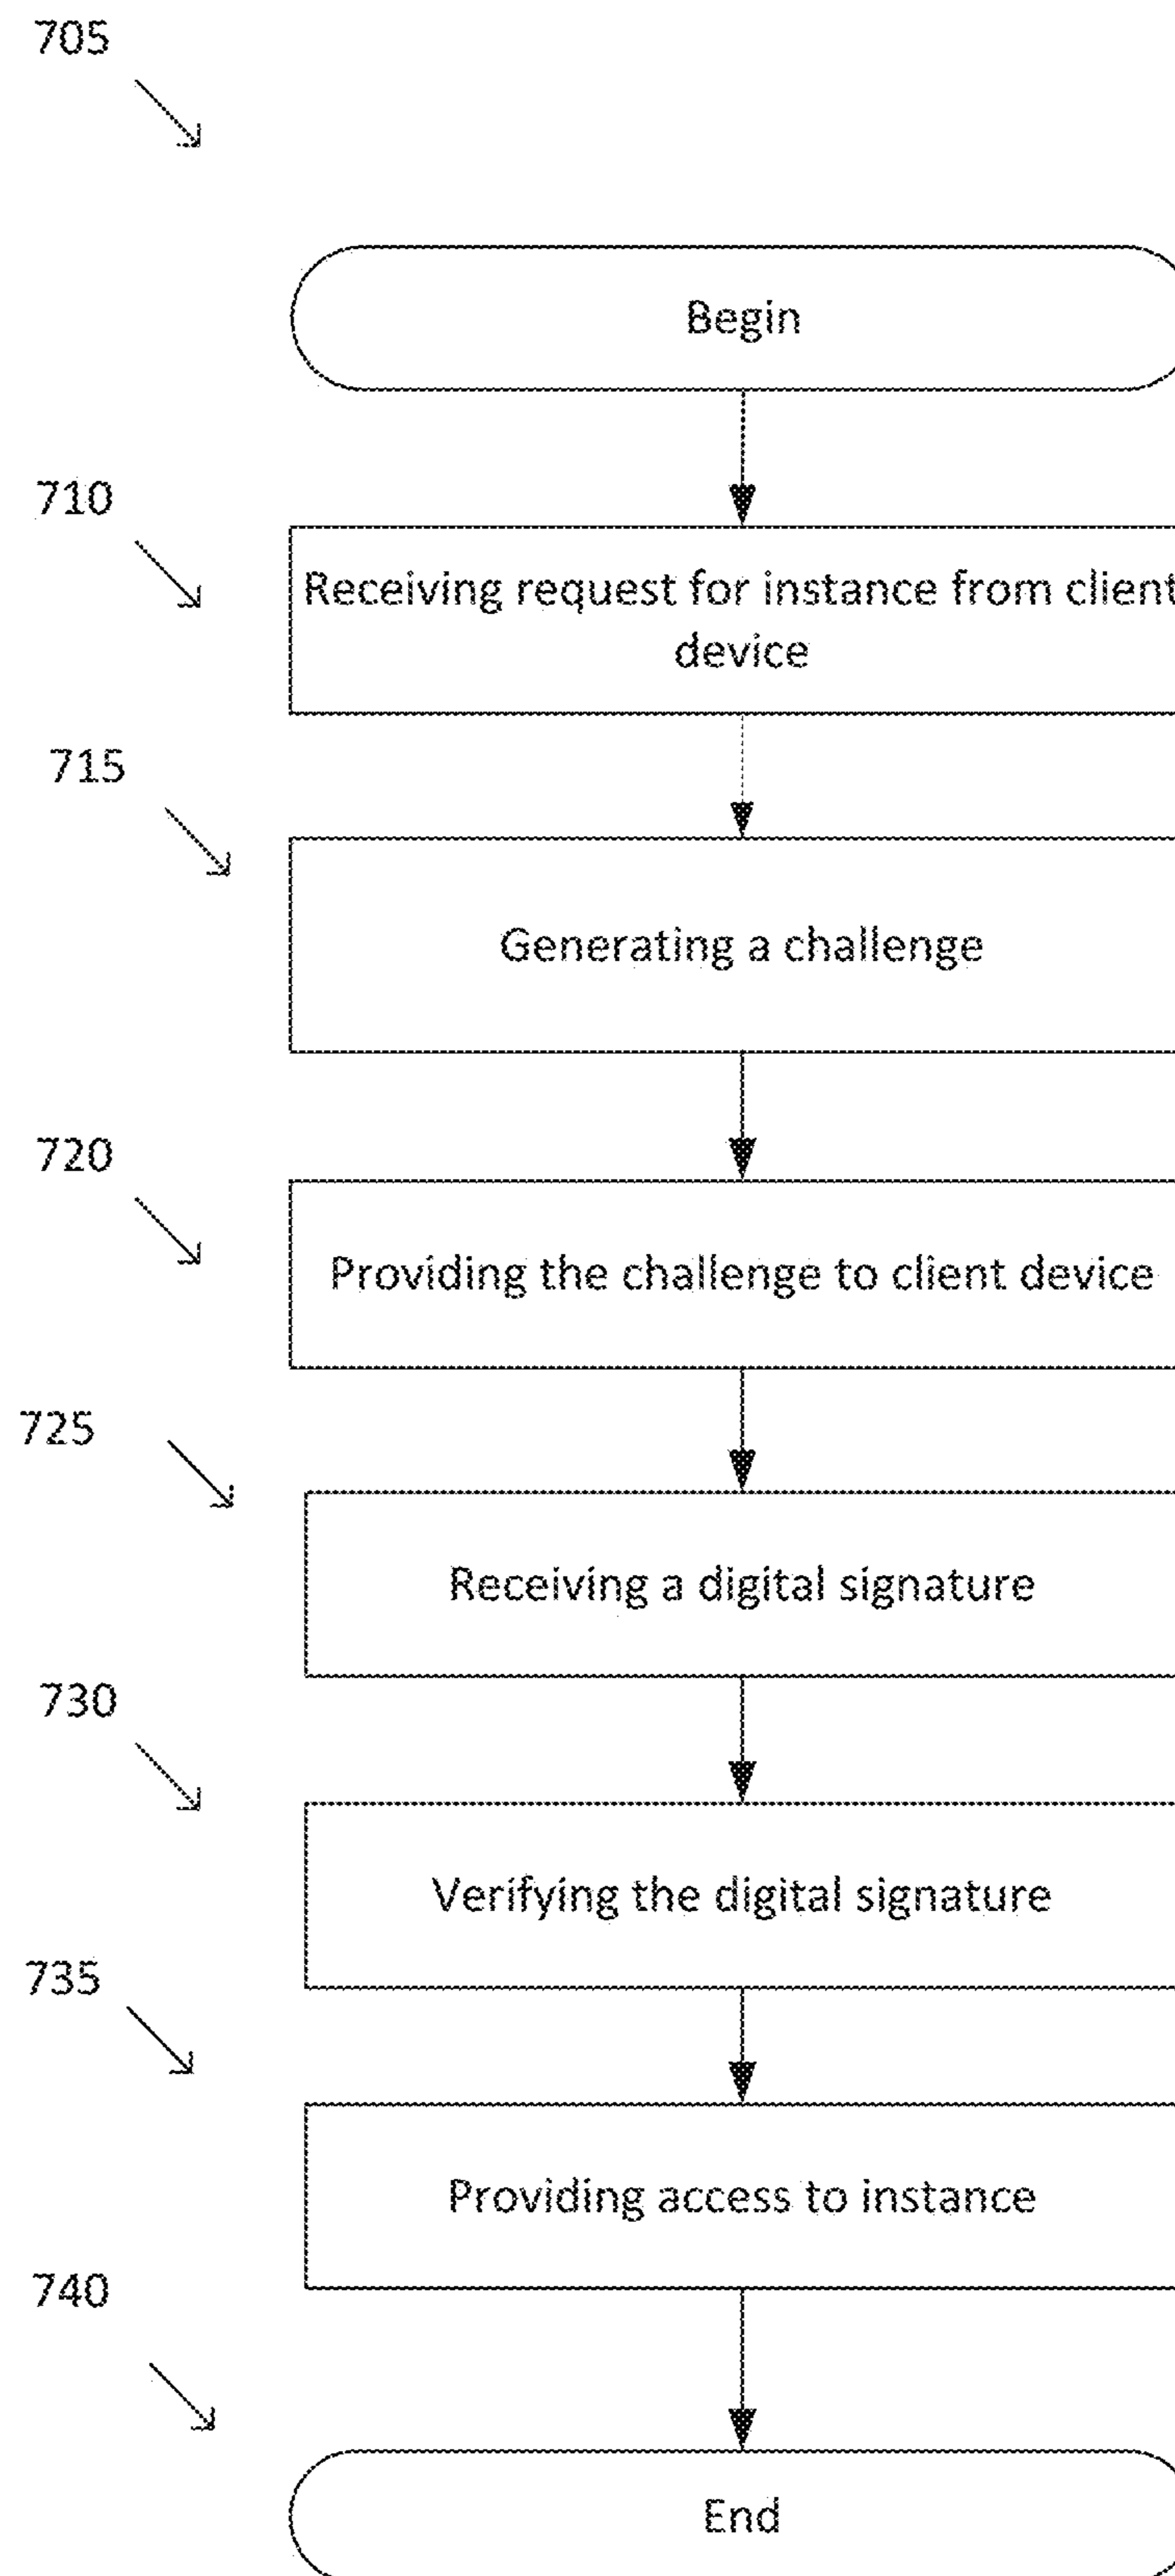 705
Begin
710
Receiving request for instance from client
device
715
Generating a challenge
720
Providing the challenge to client device
725
Receiving a digital signature
730
Verifying the digital signature
735
Providing access to instance
740
End